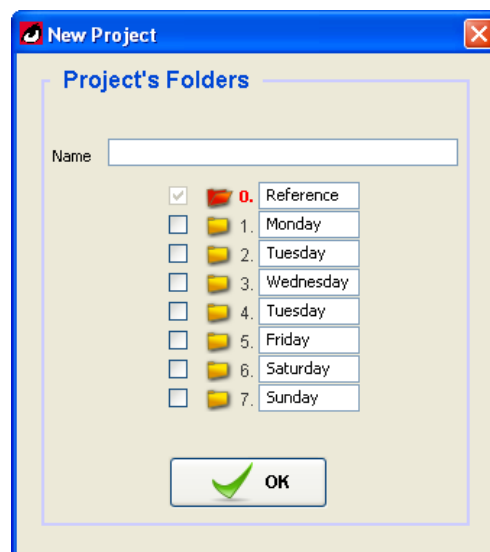 New Project
Project's Folders
Name
0. Reference
1. Monday
2. Tuesday
3. Wednesday
4. Tuesday
5. Friday
6. Saturday
7. Sunday
OK